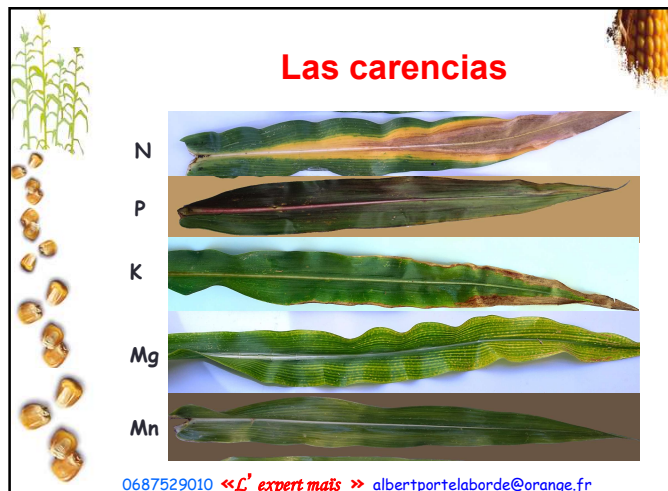 Las carencias
N
P
K
Mg
Mn
0687529010 «L’ expert maïs » albertportelaborde@orange.fr